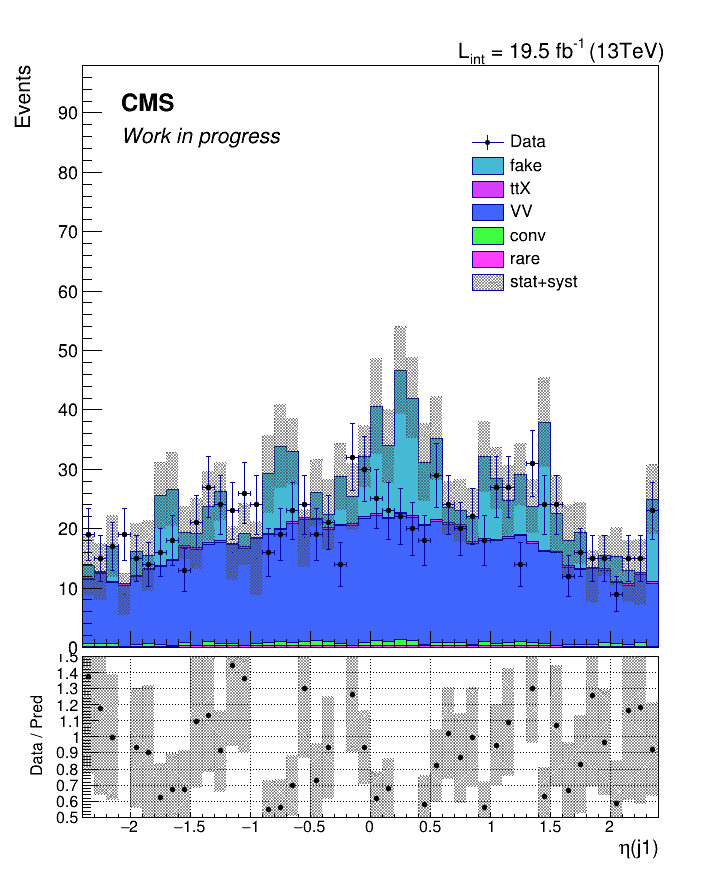 L_int = 19.5 fb^-1 (13TeV)
Events
CMS
Work in progress
Data
fake
ttX
VV
conv
rare
stat+syst
90
80
70
60
50
40
30
20
10
0
Data / Pred
1.5
1.4
1.3
1.2
1.1
1
0.9
0.8
0.7
0.6
0.5
−2 −1.5 −1 −0.5 0 0.5 1 1.5 2
η(j1)